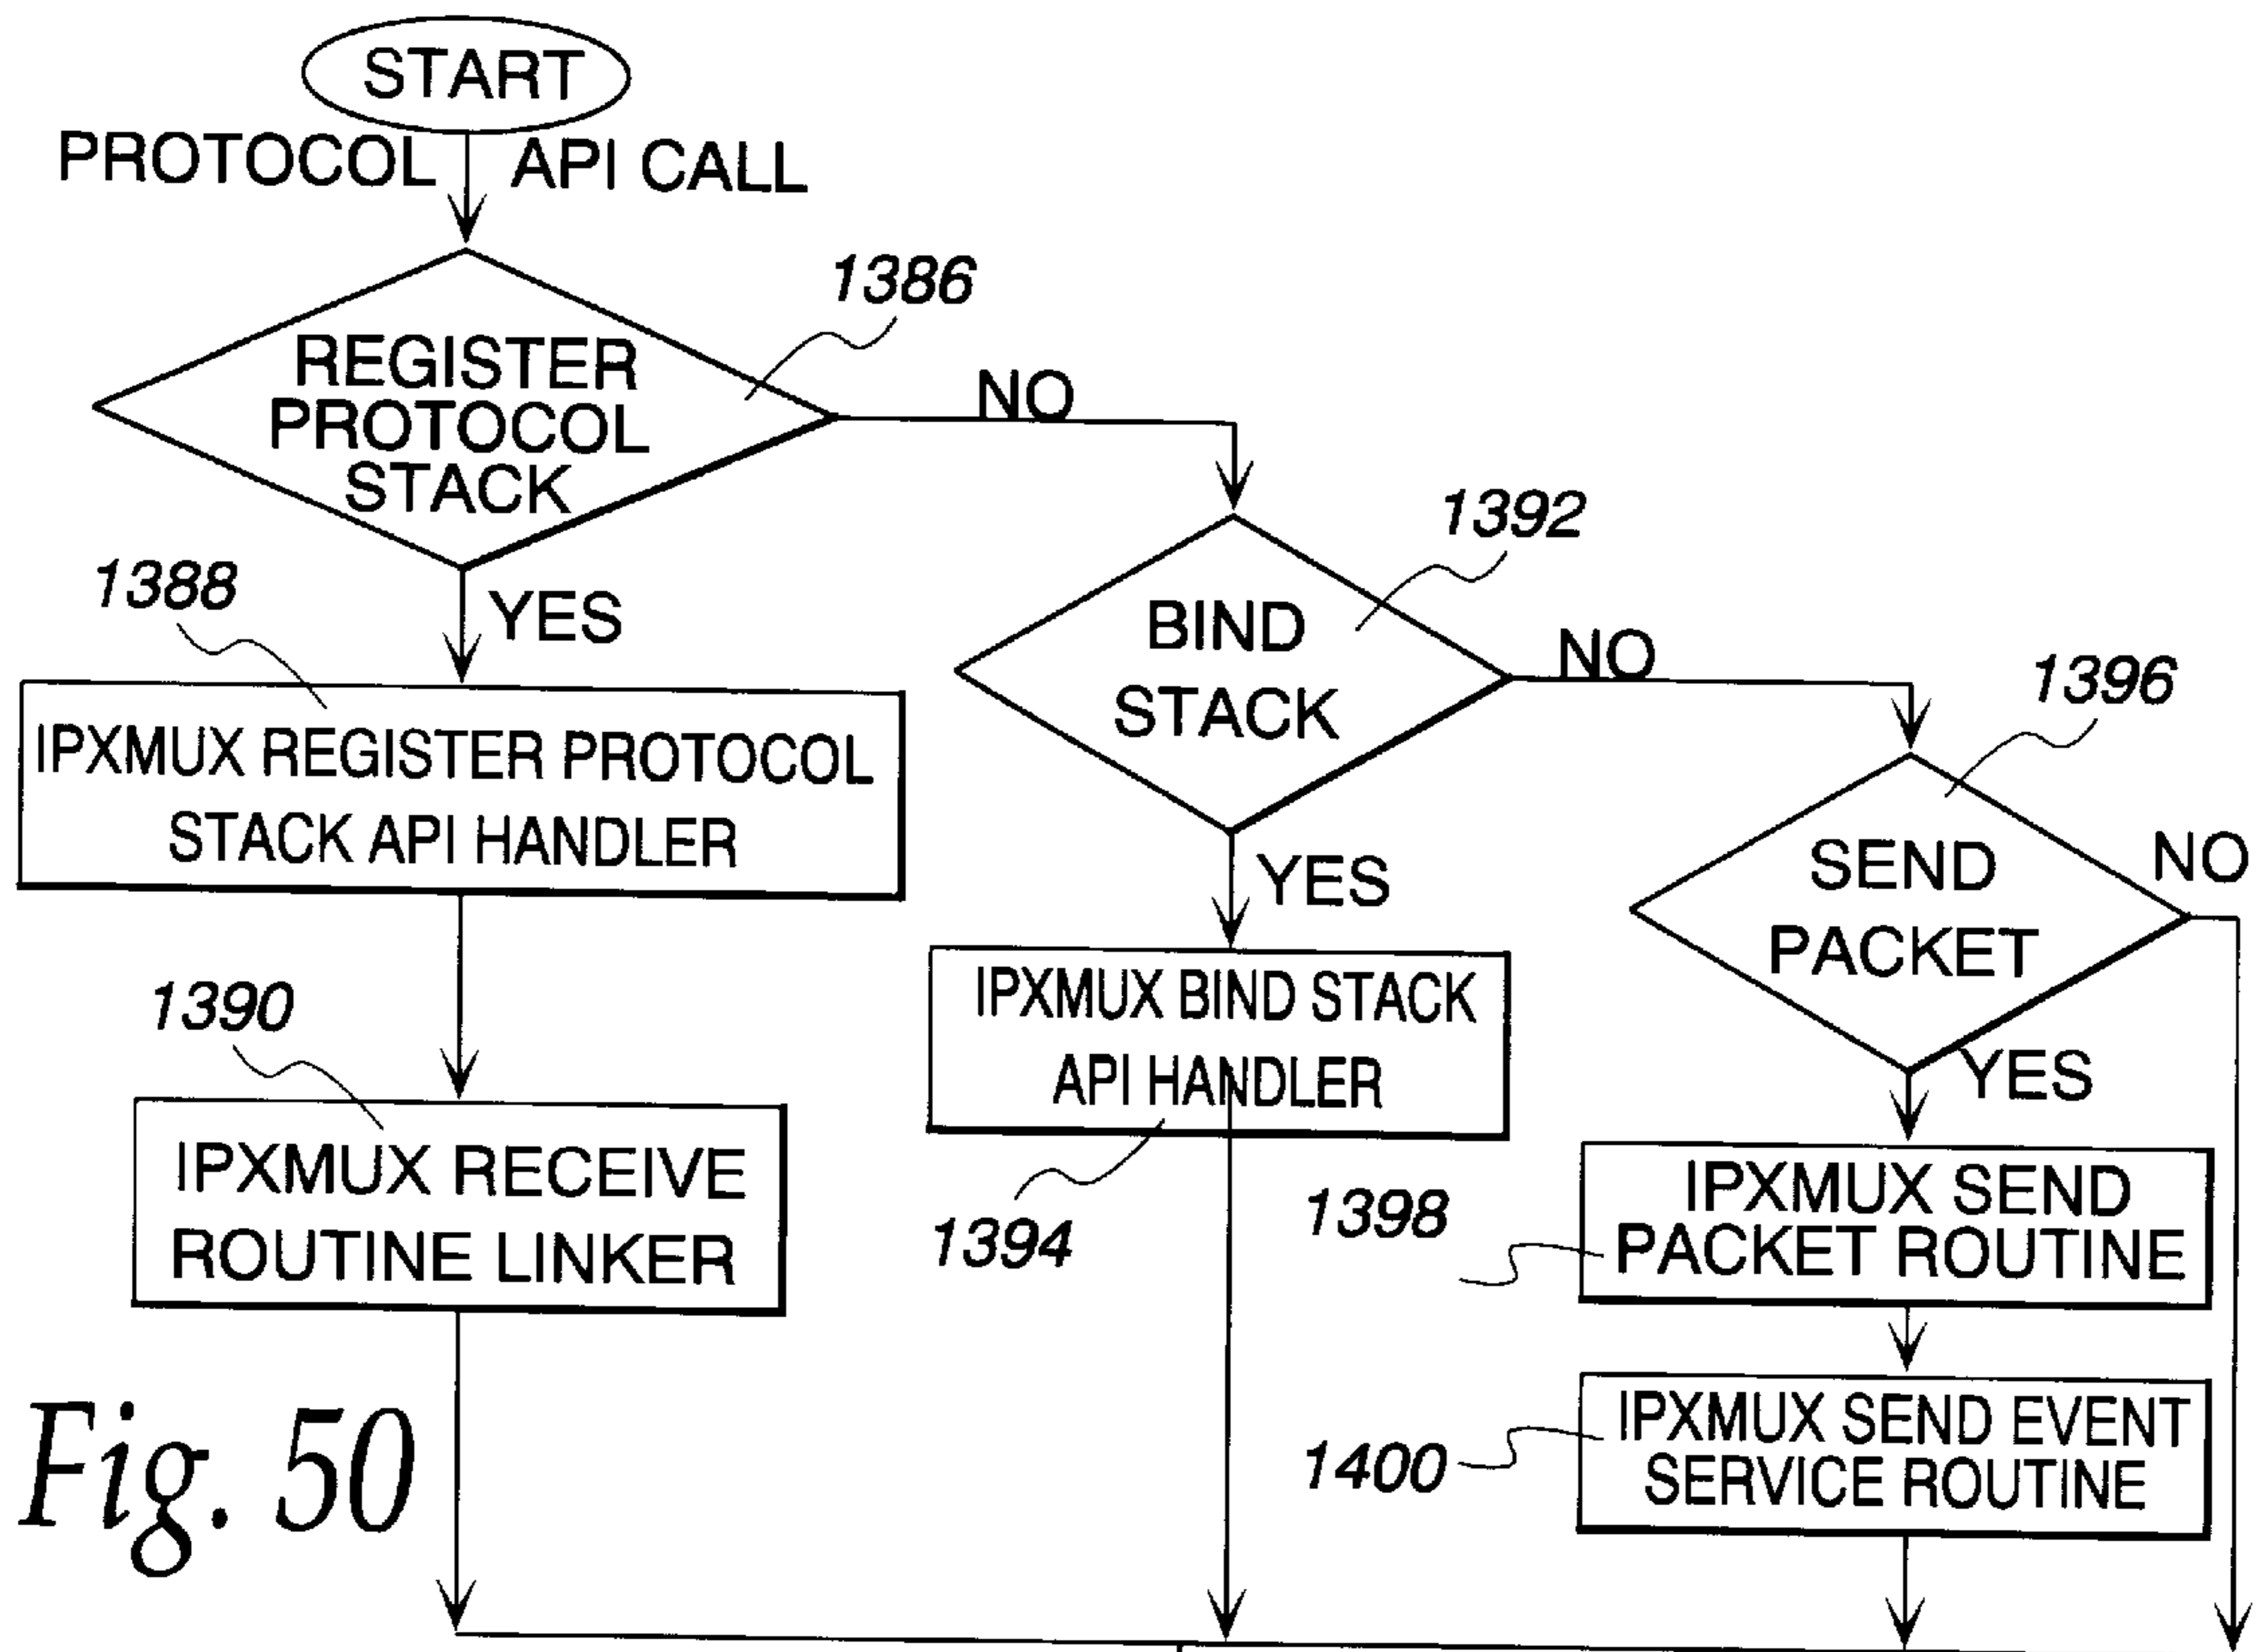 START
PROTOCOL API CALL
1386
REGISTER
PROTOCOL
STACK
NO
1392
1388
YES
BIND
STACK
NO
1396
IPXMUX REGISTER PROTOCOL
STACK API HANDLER
YES
SEND
PACKET
NO
1390
IPXMUX BIND STACK
API HANDLER
YES
IPXMUX RECEIVE
ROUTINE LINKER
1394
1398
IPXMUX SEND
PACKET ROUTINE
1400
IPXMUX SEND EVENT
SERVICE ROUTINE
Fig. 50